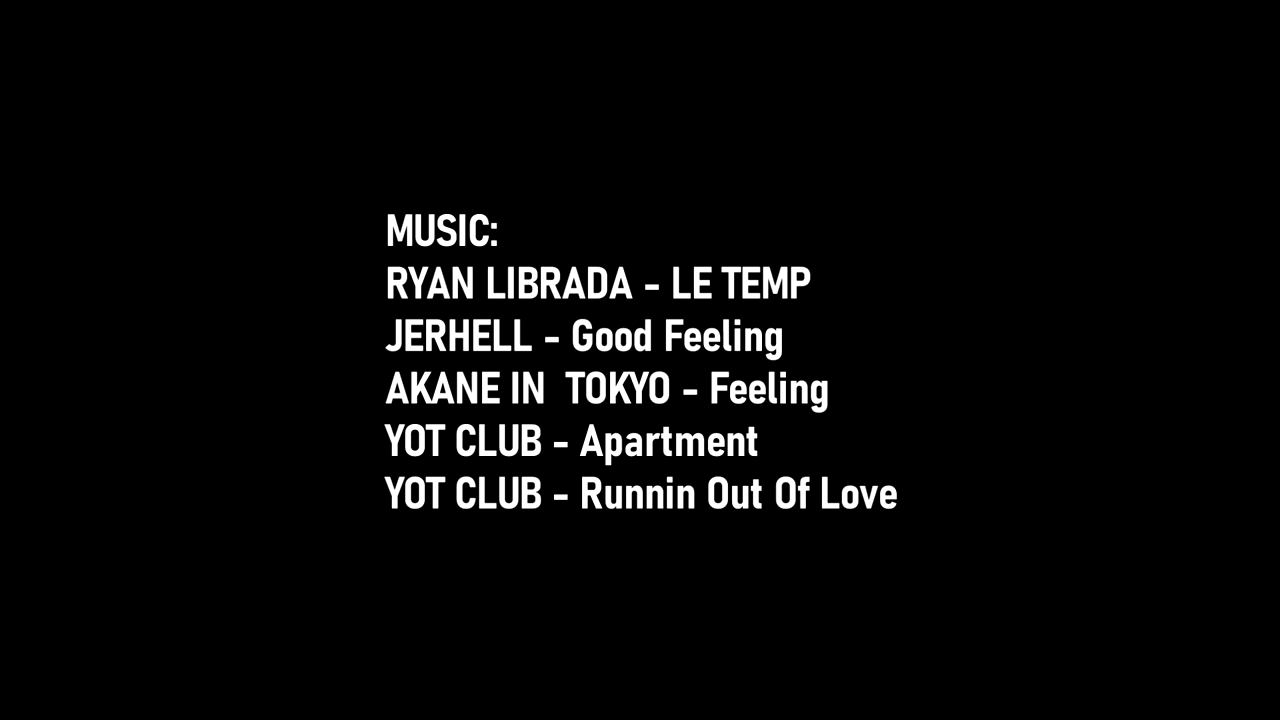 MUSIC:
RYAN LIBRADA - LE TEMP
JERHELL - Good Feeling
AKANE IN  TOKYO - Feeling
YOT CLUB - Apartment
YOT CLUB - Runnin Out Of Love